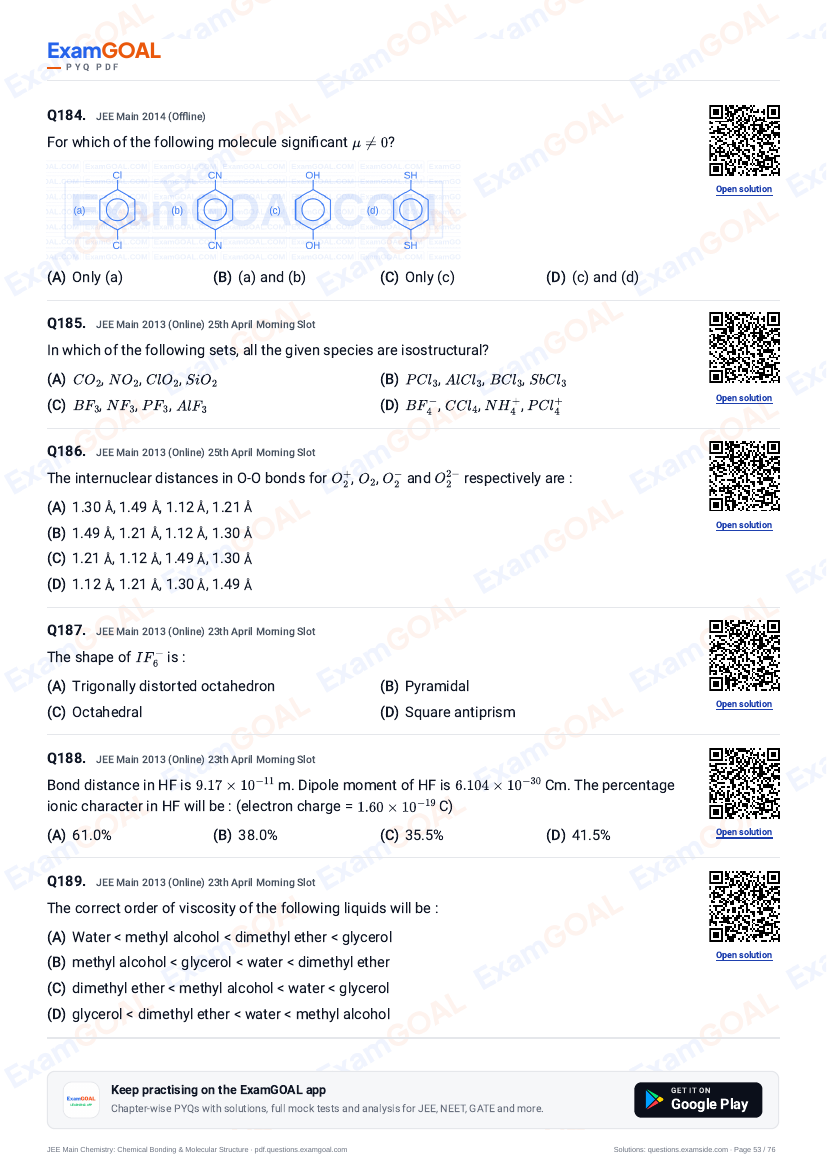 ExamGOAL
PYQ PDF
Q184. JEE Main 2014 (Offline)
For which of the following molecule significant μ ≠ 0?
Cl CN OH SH
(a) (b) (c) (d)
Cl CN OH SH
(A) Only (a) (B) (a) and (b) (C) Only (c) (D) (c) and (d)
Open solution
Q185. JEE Main 2013 (Online) 25th April Morning Slot
In which of the following sets, all the given species are isostructural?
(A) CO₂, NO₂, ClO₂, SiO₂ (B) PCl₃, AlCl₃, BCl₃, SbCl₃
(C) BF₃, NF₃, PF₃, AlF₃ (D) BF₄⁻, CCl₄, NH₄⁺, PCl₄⁺
Open solution
Q186. JEE Main 2013 (Online) 25th April Morning Slot
The internuclear distances in O-O bonds for O₂⁺, O₂, O₂⁻ and O₂²⁻ respectively are :
(A) 1.30 Å, 1.49 Å, 1.12 Å, 1.21 Å
(B) 1.49 Å, 1.21 Å, 1.12 Å, 1.30 Å
(C) 1.21 Å, 1.12 Å, 1.49 Å, 1.30 Å
(D) 1.12 Å, 1.21 Å, 1.30 Å, 1.49 Å
Open solution
Q187. JEE Main 2013 (Online) 23th April Morning Slot
The shape of IF₆⁻ is :
(A) Trigonally distorted octahedron (B) Pyramidal
(C) Octahedral (D) Square antiprism
Open solution
Q188. JEE Main 2013 (Online) 23th April Morning Slot
Bond distance in HF is 9.17 × 10⁻¹¹ m. Dipole moment of HF is 6.104 × 10⁻³⁰ Cm. The percentage
ionic character in HF will be : (electron charge = 1.60 × 10⁻¹⁹ C)
(A) 61.0% (B) 38.0% (C) 35.5% (D) 41.5%
Open solution
Q189. JEE Main 2013 (Online) 23th April Morning Slot
The correct order of viscosity of the following liquids will be :
(A) Water < methyl alcohol < dimethyl ether < glycerol
(B) methyl alcohol < glycerol < water < dimethyl ether
(C) dimethyl ether < methyl alcohol < water < glycerol
(D) glycerol < dimethyl ether < water < methyl alcohol
Open solution
Keep practising on the ExamGOAL app
Chapter-wise PYQs with solutions, full mock tests and analysis for JEE, NEET, GATE and more.
GET IT ON
Google Play
JEE Main Chemistry: Chemical Bonding & Molecular Structure · pdf.questions.examgoal.com
Solutions: questions.examside.com · Page 53 / 76